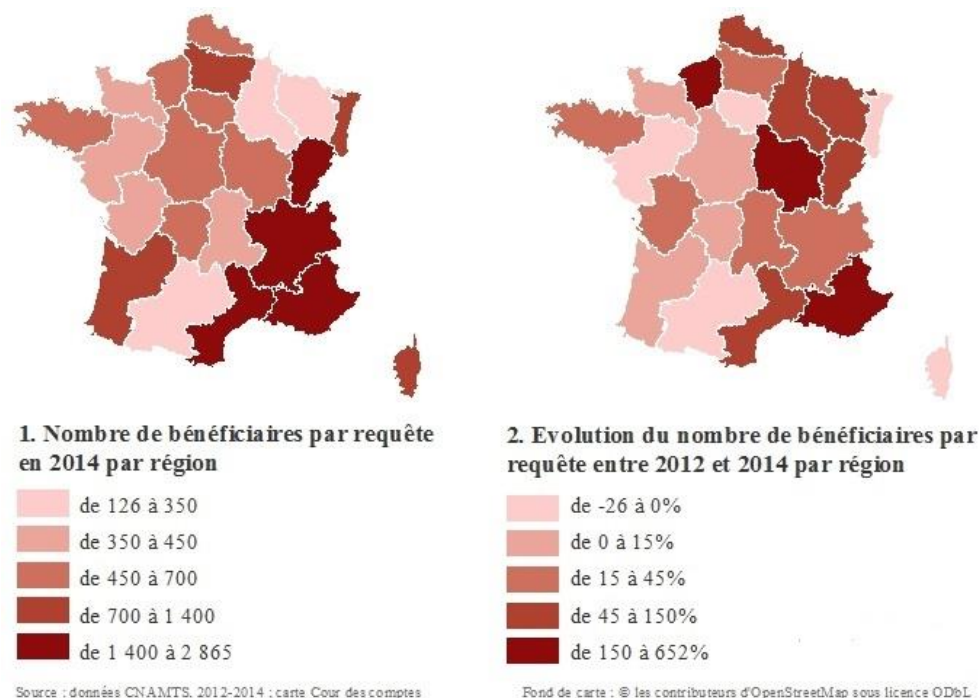 1. Nombre de bénéficiaires par requête
en 2014 par région
de 126 à 350
de 350 à 450
de 450 à 700
de 700 à 1 400
de 1 400 à 2 865
Source : données CNAMTS, 2012-2014 ; carte Cour des comptes
2. Evolution du nombre de bénéficiaires par
requête entre 2012 et 2014 par région
de -26 à 0%
de 0 à 15%
de 15 à 45%
de 45 à 150%
de 150 à 652%
Fond de carte : © les contributeurs d'OpenStreetMap sous licence ODbL